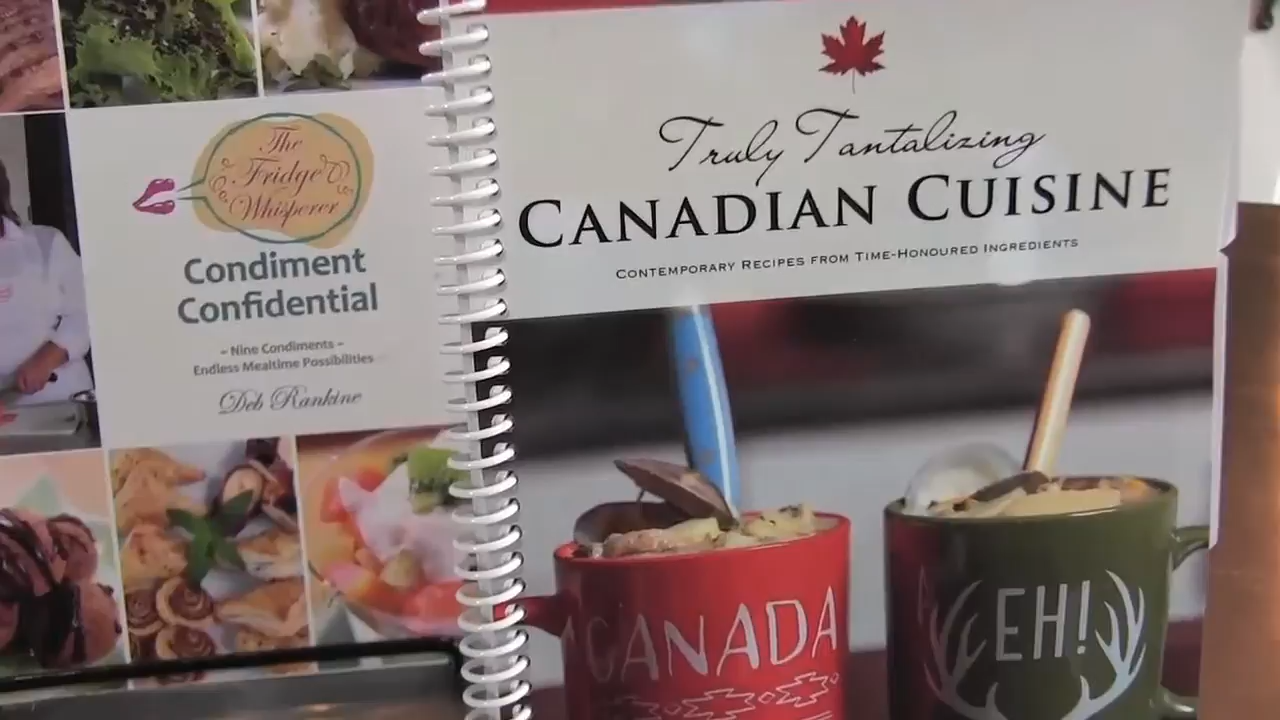 The
Fridge
Whisperer
Condiment
Confidential
~ Nine Condiments ~
Endless Mealtime Possibilities
Deb Rankine
Truly Tantalizing
CANADIAN CUISINE
CONTEMPORARY RECIPES FROM TIME-HONOURED INGREDIENTS
CANADA
EH!